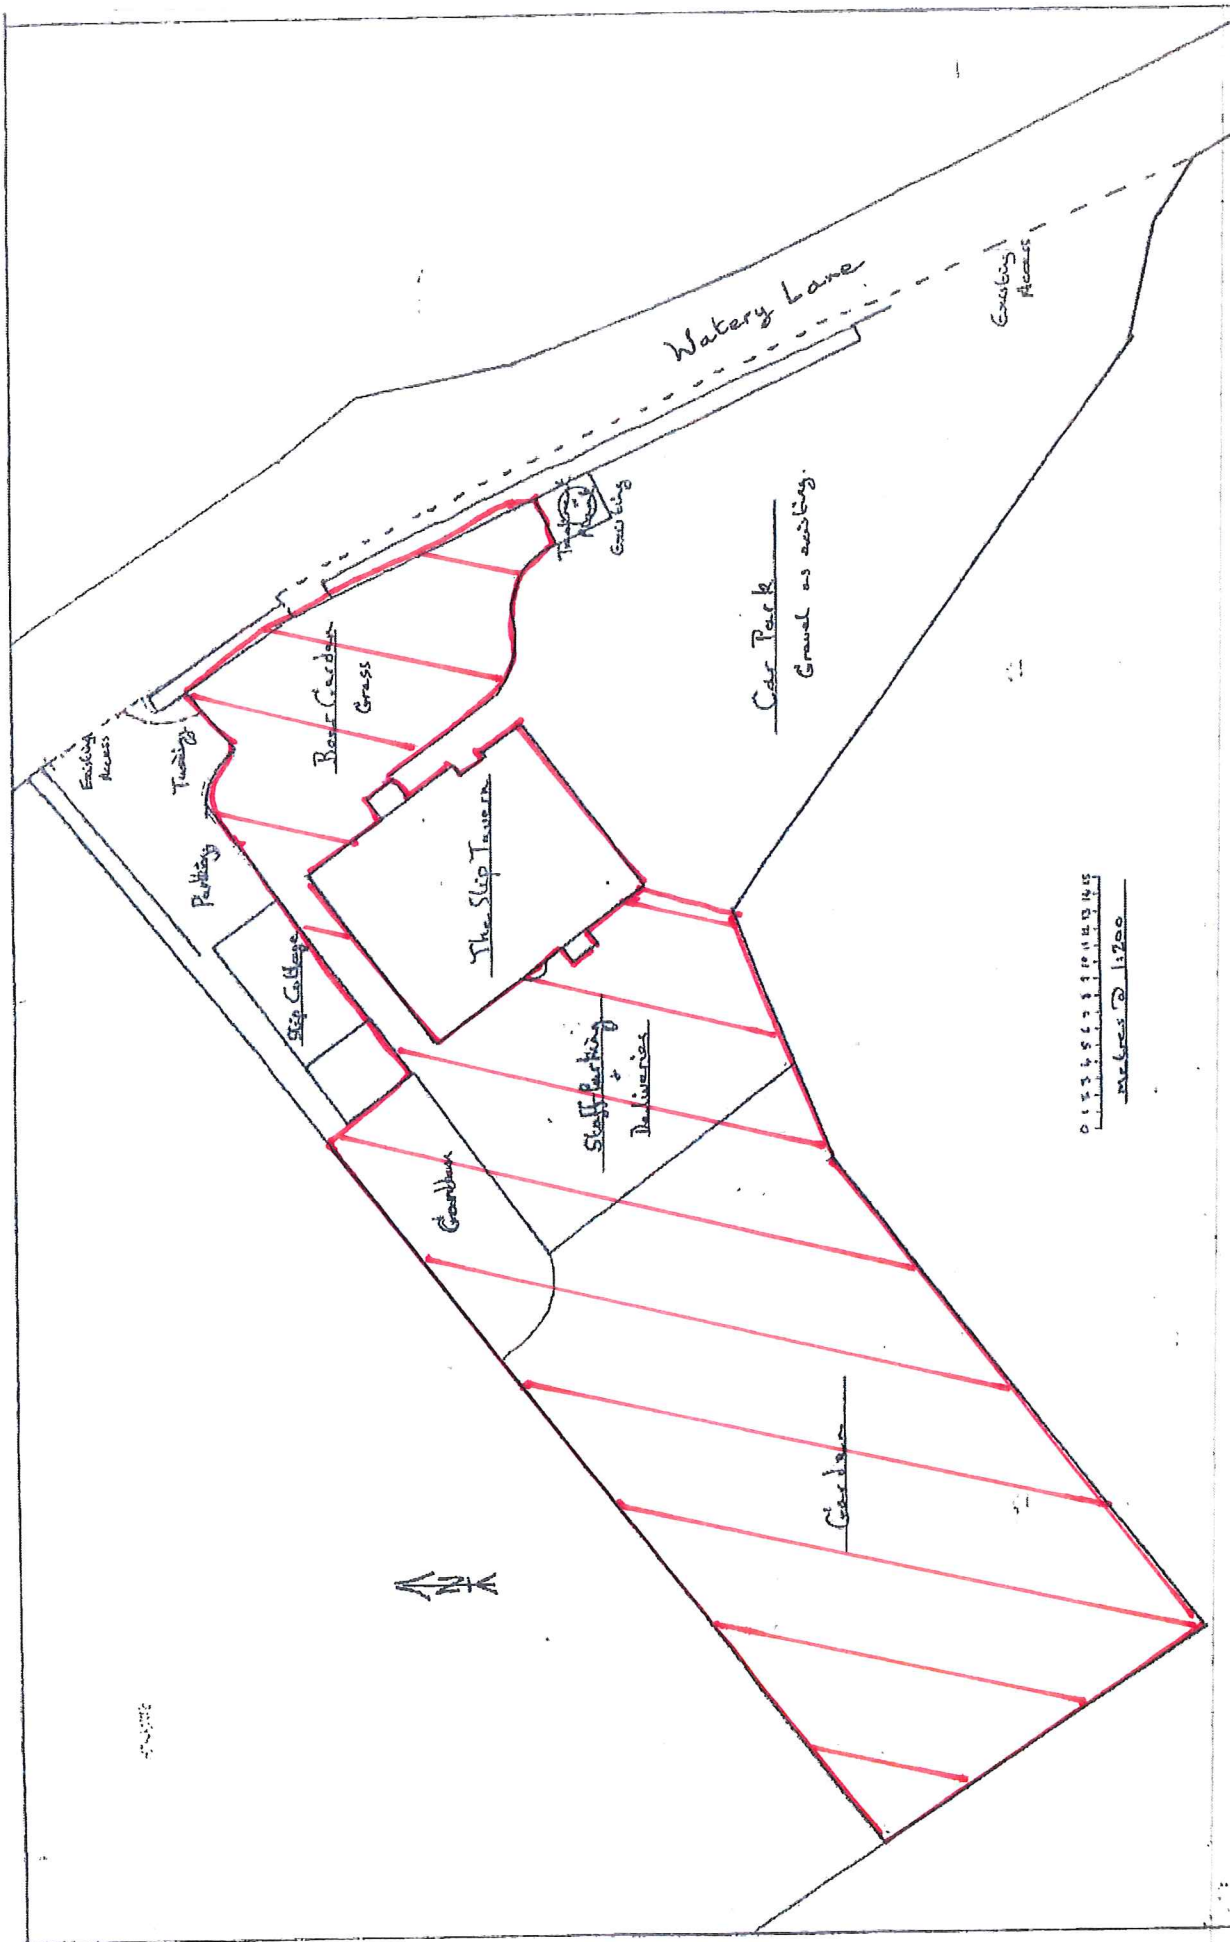 Watery Lane
Existing
Access
Existing
Access
Turning
Parking
Beer Garden
Grass
Existing
Car Park
Gravel as existing.
The Slip Tavern
Slip Cottage
Staff Parking
+
Deliveries
Garden
Garden
N
0 1 2 3 4 5 6 7 8 9 10 11 12 13 14 15
Metres @ 1:200